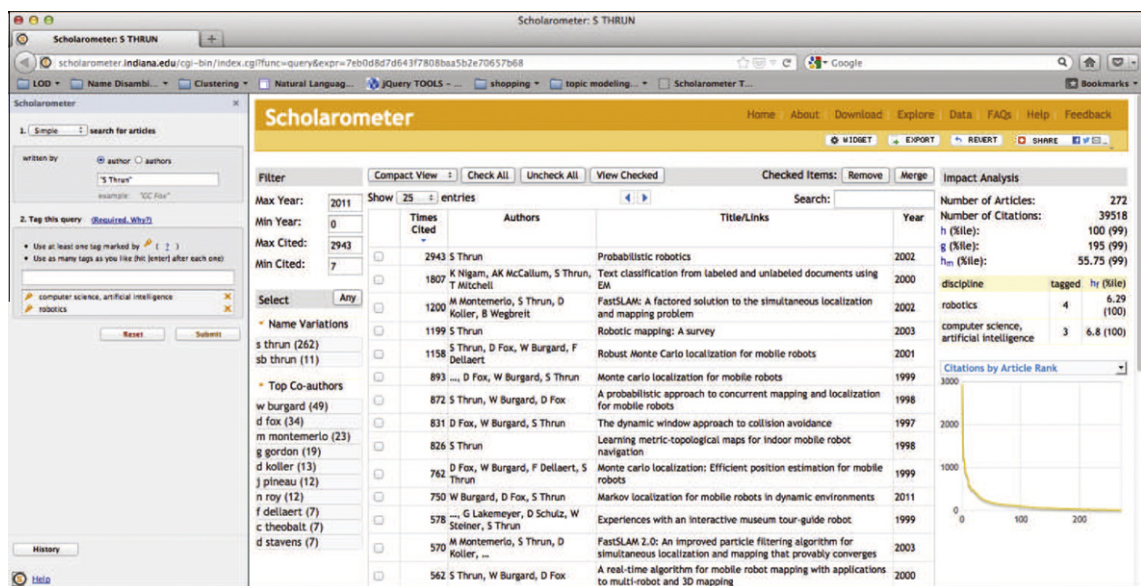 Scholarometer: S THRUN
Scholarometer: S THRUN
scholarometer.indiana.edu/cgi-bin/index.cgi?func=query&expr=7eb0d8d7d643f7808baa5b2e70657b68
Google
LOD
Name Disambi...
Clustering
Natural Languag...
jQuery TOOLS - ...
shopping
topic modeling...
Scholarometer T...
Bookmarks
Scholarometer
1. Simple search for articles
written by
author
authors
"S Thrun"
example: "GC Fox"
2. Tag this query (Required. Why?)
• Use at least one tag marked by ( ? )
• Use as many tags as you like (hit [enter] after each one)
computer science, artificial intelligence
robotics
Reset
Submit
History
Help
Scholarometer
Home About Download Explore Data FAQs Help Feedback
WIDGET EXPORT REVERT SHARE
Filter
Max Year: 2011
Min Year: 0
Max Cited: 2943
Min Cited: 7
Select Any
Name Variations
s thrun (262)
sb thrun (11)
Top Co-authors
w burgard (49)
d fox (34)
m montemerlo (23)
g gordon (19)
d koller (13)
j pineau (12)
n roy (12)
f dellaert (7)
c theobalt (7)
d stavens (7)
Compact View Check All Uncheck All View Checked Checked Items: Remove Merge
Show 25 entries Search:
Times Cited Authors Title/Links Year
2943 S Thrun Probabilistic robotics 2002
1807 K Nigam, AK McCallum, S Thrun, T Mitchell Text classification from labeled and unlabeled documents using EM 2000
1200 M Montemerlo, S Thrun, D Koller, B Wegbreit FastSLAM: A factored solution to the simultaneous localization and mapping problem 2002
1199 S Thrun Robotic mapping: A survey 2003
1158 S Thrun, D Fox, W Burgard, F Dellaert Robust Monte Carlo localization for mobile robots 2001
893 ..., D Fox, W Burgard, S Thrun Monte carlo localization for mobile robots 1999
872 S Thrun, W Burgard, D Fox A probabilistic approach to concurrent mapping and localization for mobile robots 1998
831 D Fox, W Burgard, S Thrun The dynamic window approach to collision avoidance 1997
826 S Thrun Learning metric-topological maps for indoor mobile robot navigation 1998
762 D Fox, W Burgard, F Dellaert, S Thrun Monte carlo localization: Efficient position estimation for mobile robots 1999
750 W Burgard, D Fox, S Thrun Markov localization for mobile robots in dynamic environments 2011
578 ..., G Lakemeyer, D Schulz, W Steiner, S Thrun Experiences with an interactive museum tour-guide robot 1999
570 M Montemerlo, S Thrun, D Koller, ... FastSLAM 2.0: An improved particle filtering algorithm for simultaneous localization and mapping that provably converges 2003
562 S Thrun, W Burgard, D Fox A real-time algorithm for mobile robot mapping with applications to multi-robot and 3D mapping 2000
Impact Analysis
Number of Articles: 272
Number of Citations: 39518
h (%ile): 100 (99)
g (%ile): 195 (99)
hm (%ile): 55.75 (99)
discipline tagged hf (%ile)
robotics 4 6.29 (100)
computer science, artificial intelligence 3 6.8 (100)
Citations by Article Rank
3000
2000
1000
0
0 100 200